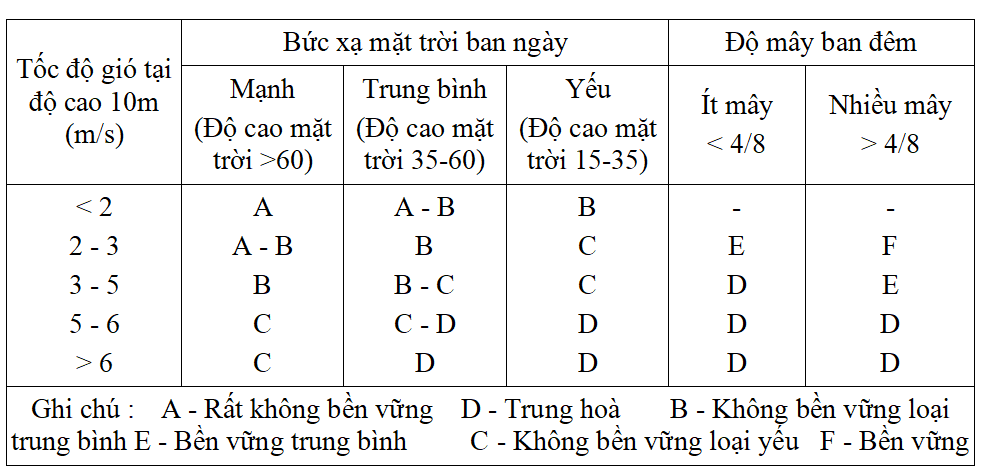 Tốc độ gió tại
độ cao 10m
(m/s)
Bức xạ mặt trời ban ngày
Độ mây ban đêm
Mạnh
(Độ cao mặt
trời >60)
Trung bình
(Độ cao mặt
trời 35-60)
Yếu
(Độ cao mặt
trời 15-35)
Ít mây
< 4/8
Nhiều mây
> 4/8
< 2 A A - B B - -
2 - 3 A - B B C E F
3 - 5 B B - C C D E
5 - 6 C C - D D D D
> 6 C D D D D
Ghi chú : A - Rất không bền vững D - Trung hoà B - Không bền vững loại
trung bình E - Bền vững trung bình C - Không bền vững loại yếu F - Bền vững